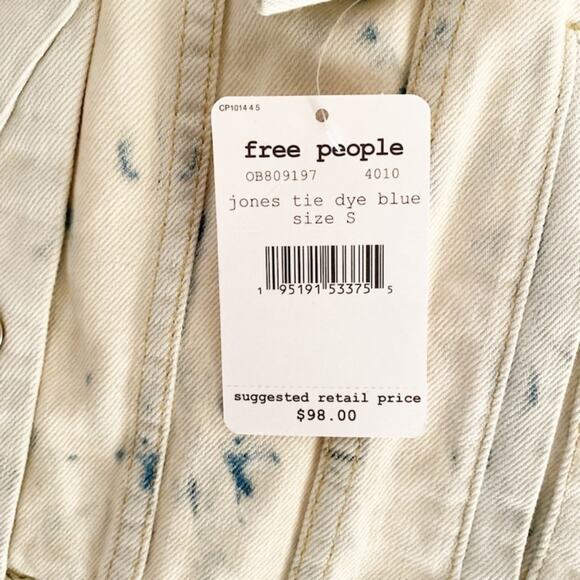 CP1014 4 5
free people
OB809197 4010
jones tie dye blue
size S
1 95191 53375 5
suggested retail price
$98.00